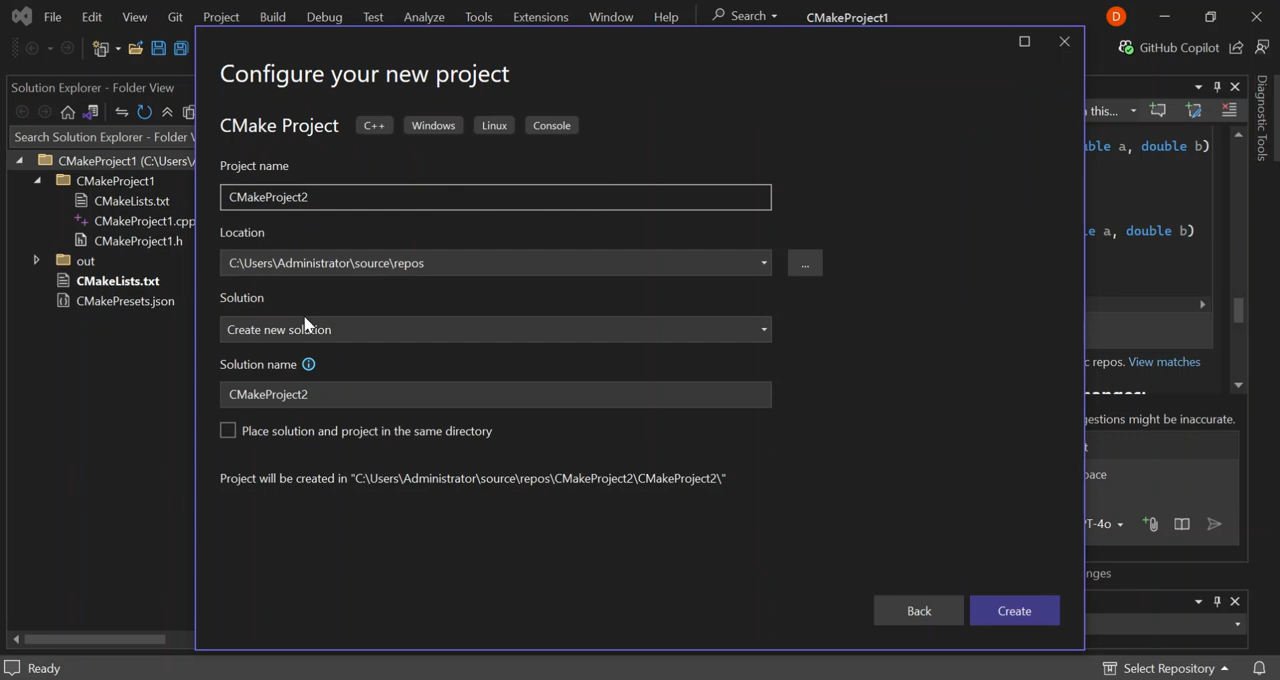 File Edit View Git Project Build Debug Test Analyze Tools Extensions Window Help Search CMakeProject1 D
GitHub Copilot
Solution Explorer - Folder View
Search Solution Explorer - Folder
CMakeProject1 (C:\Users\
CMakeProject1
CMakeLists.txt
CMakeProject1.cpp
CMakeProject1.h
out
CMakeLists.txt
CMakePresets.json
Configure your new project
CMake Project C++ Windows Linux Console
Project name
CMakeProject2
Location
C:\Users\Administrator\source\repos
...
Solution
Create new solution
Solution name
CMakeProject2
Place solution and project in the same directory
Project will be created in "C:\Users\Administrator\source\repos\CMakeProject2\CMakeProject2\"
Back Create
this...
ble a, double b)
e a, double b)
repos. View matches
gestions might be inaccurate.
T-4o
nges
Diagnostic Tools
Ready
Select Repository